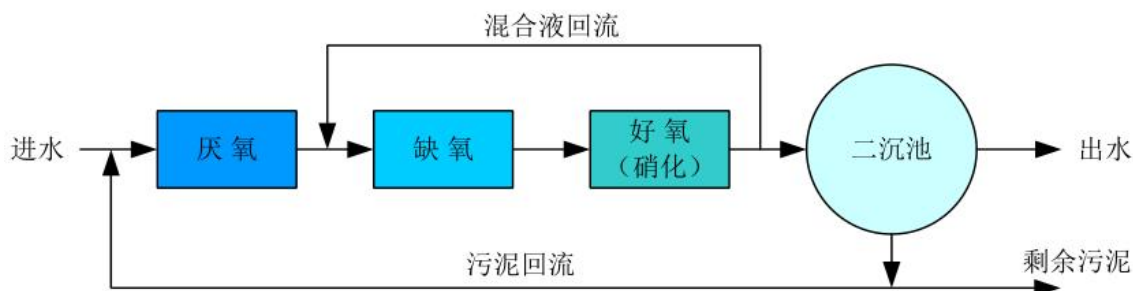 混合液回流
进水
厌氧
缺氧
好氧
（硝化）
二沉池
出水
污泥回流
剩余污泥